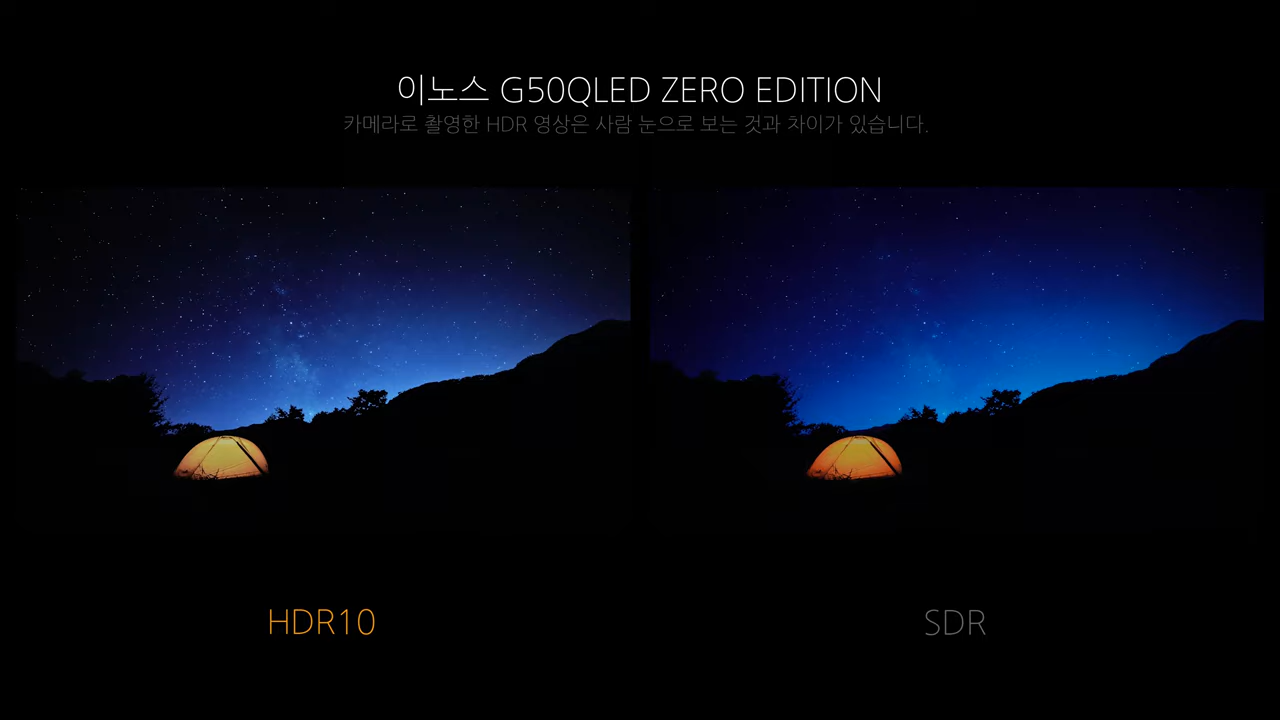 이노스 G50QLED ZERO EDITION
카메라로 촬영한 HDR 영상은 사람 눈으로 보는 것과 차이가 있습니다.
HDR10
SDR